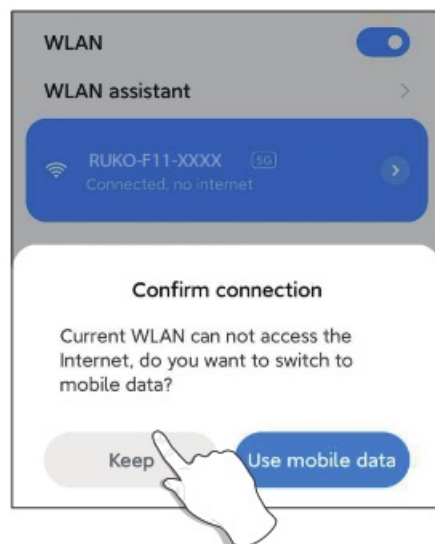 WLAN
WLAN assistant
RUKO-F11-XXXX 5G
Connected, no internet
Confirm connection
Current WLAN can not access the
Internet, do you want to switch to
mobile data?
Keep Use mobile data